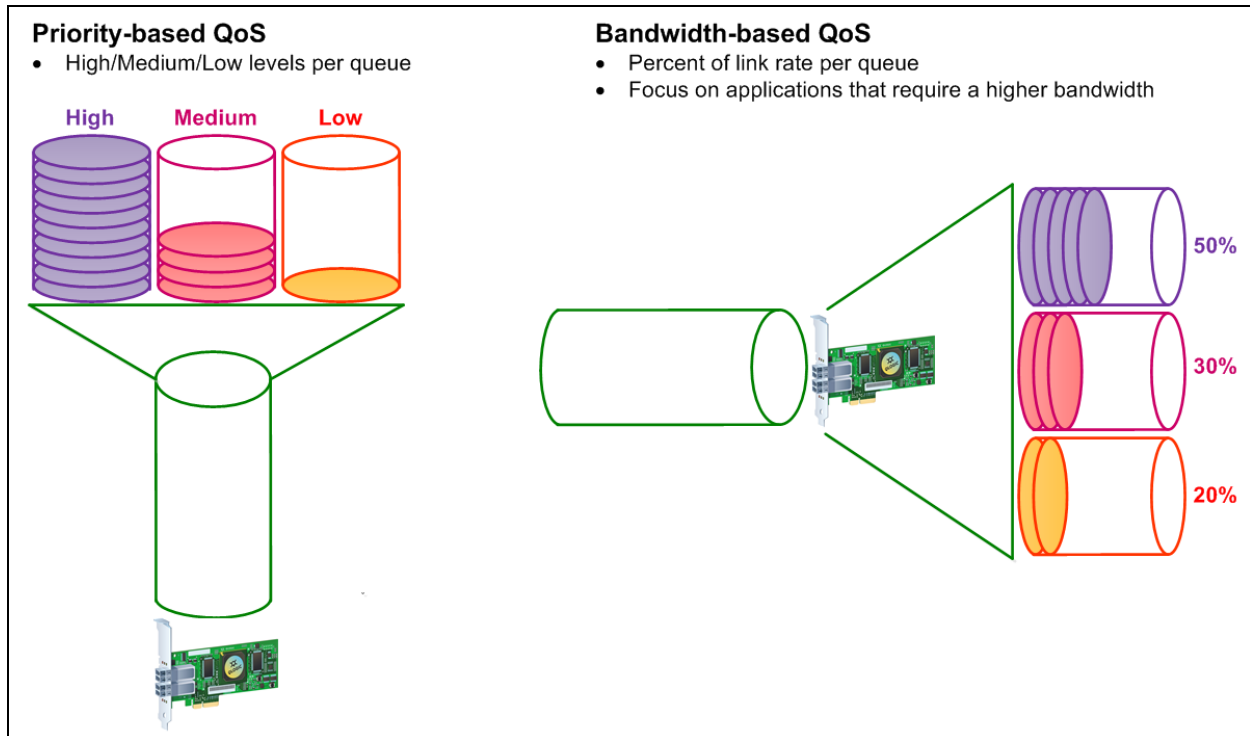 Priority-based QoS
• High/Medium/Low levels per queue
High Medium Low
Bandwidth-based QoS
• Percent of link rate per queue
• Focus on applications that require a higher bandwidth
50%
30%
20%